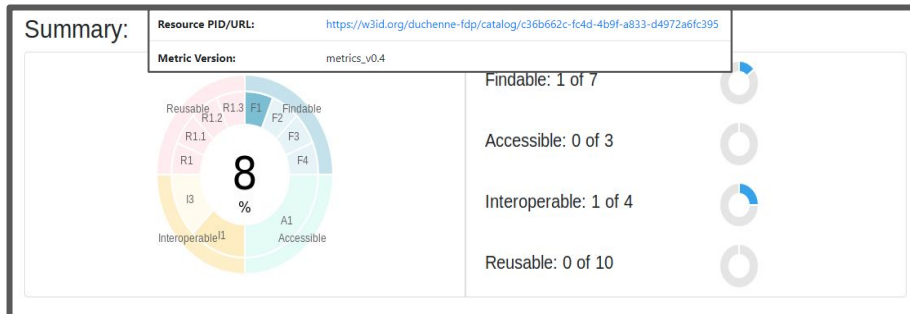 Summary:
Resource PID/URL: https://w3id.org/duchenne-fdp/catalog/c36b662c-fc4d-4b9f-a833-d4972a6fc395
Metric Version: metrics_v0.4
Reusable
R1.2
R1.3
F1
F2
Findable
R1.1
F3
R1
F4
8
%
I3
A1
Interoperable
I1
Accessible
Findable: 1 of 7
Accessible: 0 of 3
Interoperable: 1 of 4
Reusable: 0 of 10